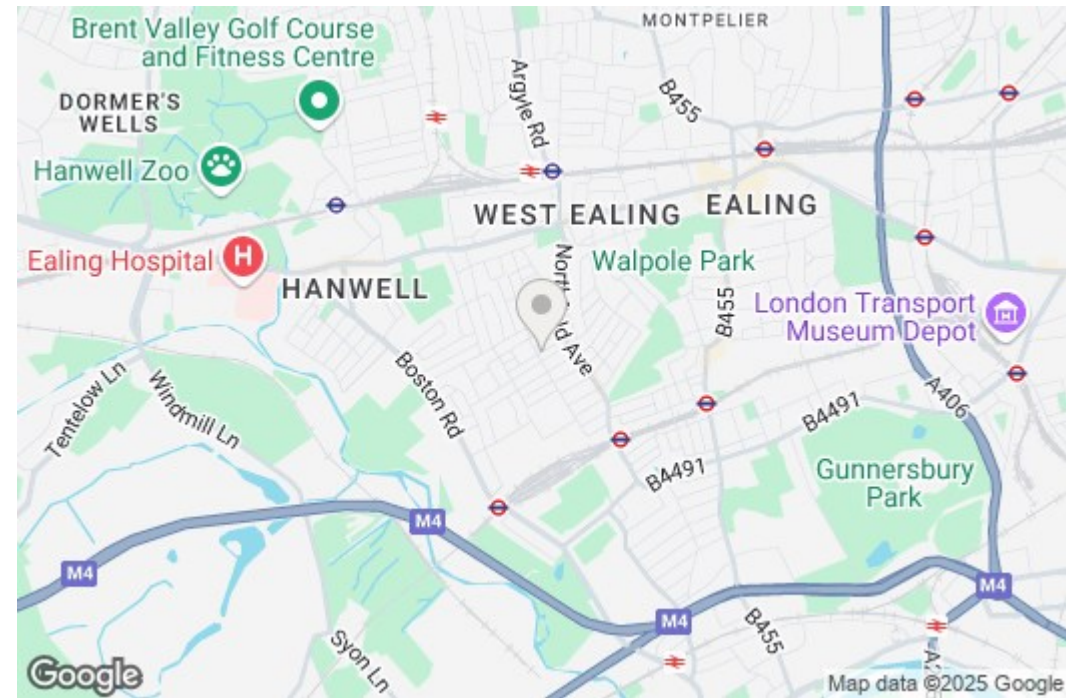 MONTPELIER
Brent Valley Golf Course
and Fitness Centre
Argyle Rd
B455
DORMER'S
WELLS
Hanwell Zoo
WEST EALING
EALING
Ealing Hospital
H
HANWELL
Walpole Park
B455
London Transport
Museum Depot
Boston Rd
A406
Tentelow Ln
Windmill Ln
B4491
B4491
Gunnersbury
Park
M4
M4
M4
M4
B455
Syon Ln
Google
Map data ©2025 Google